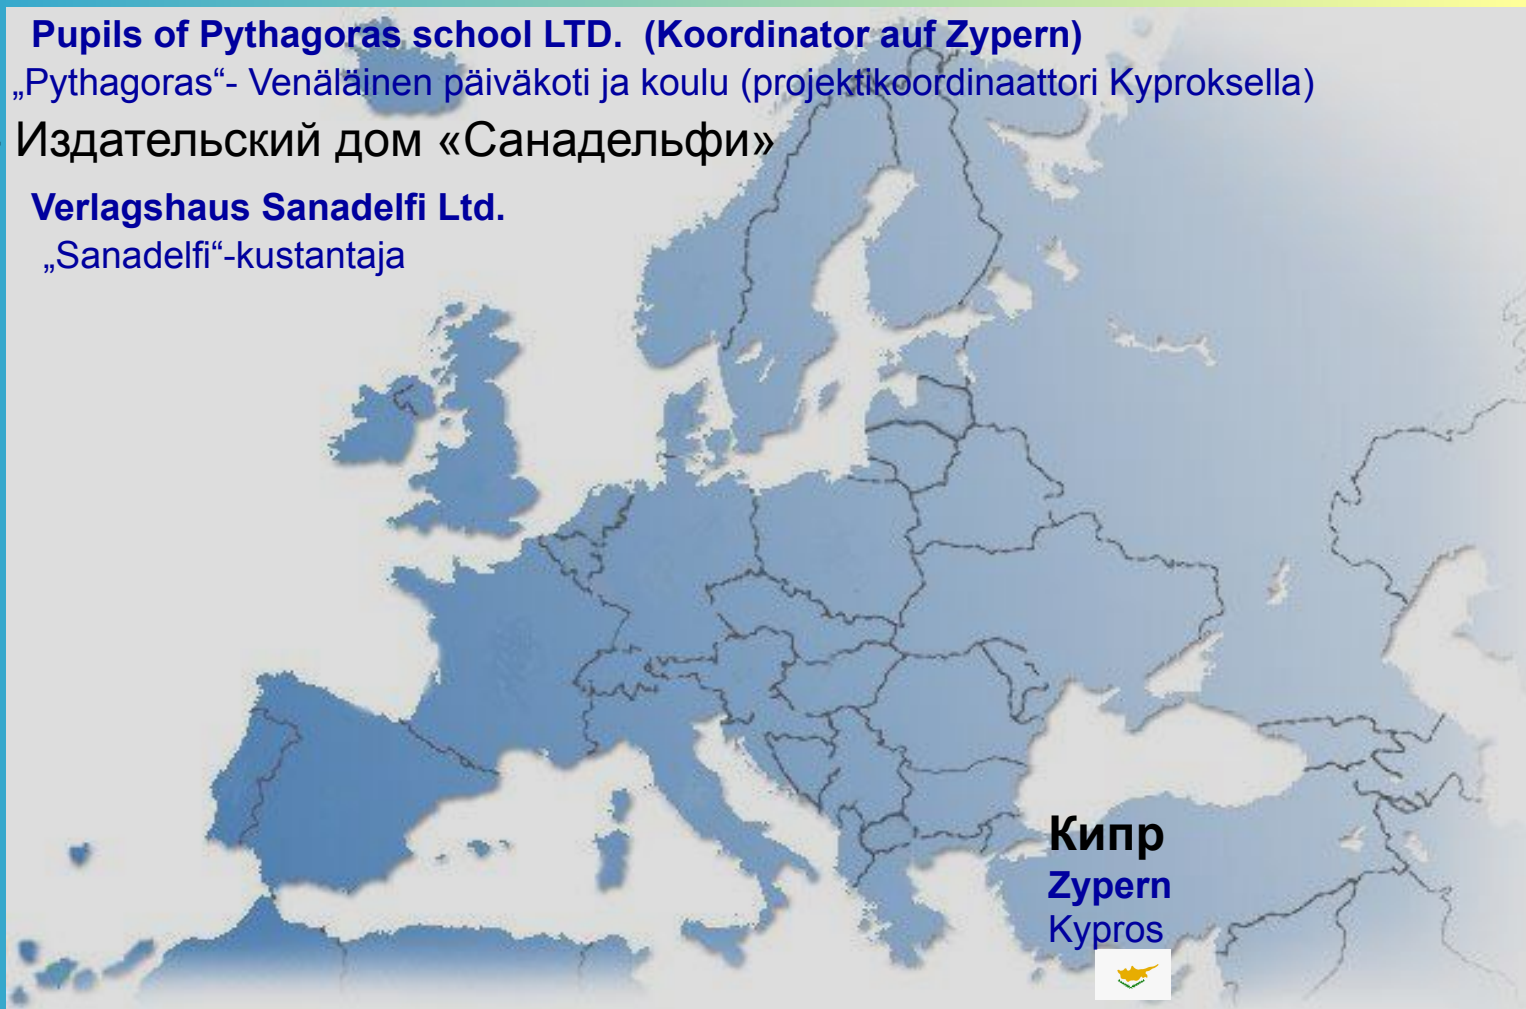 Pupils of Pythagoras school LTD. (Koordinator auf Zypern)
„Pythagoras“- Venäläinen päiväkoti ja koulu (projektikoordinaattori Kyproksella)
Издательский дом «Санадельфи»
Verlagshaus Sanadelfi Ltd.
„Sanadelfi“-kustantaja
Кипр
Zypern
Kypros